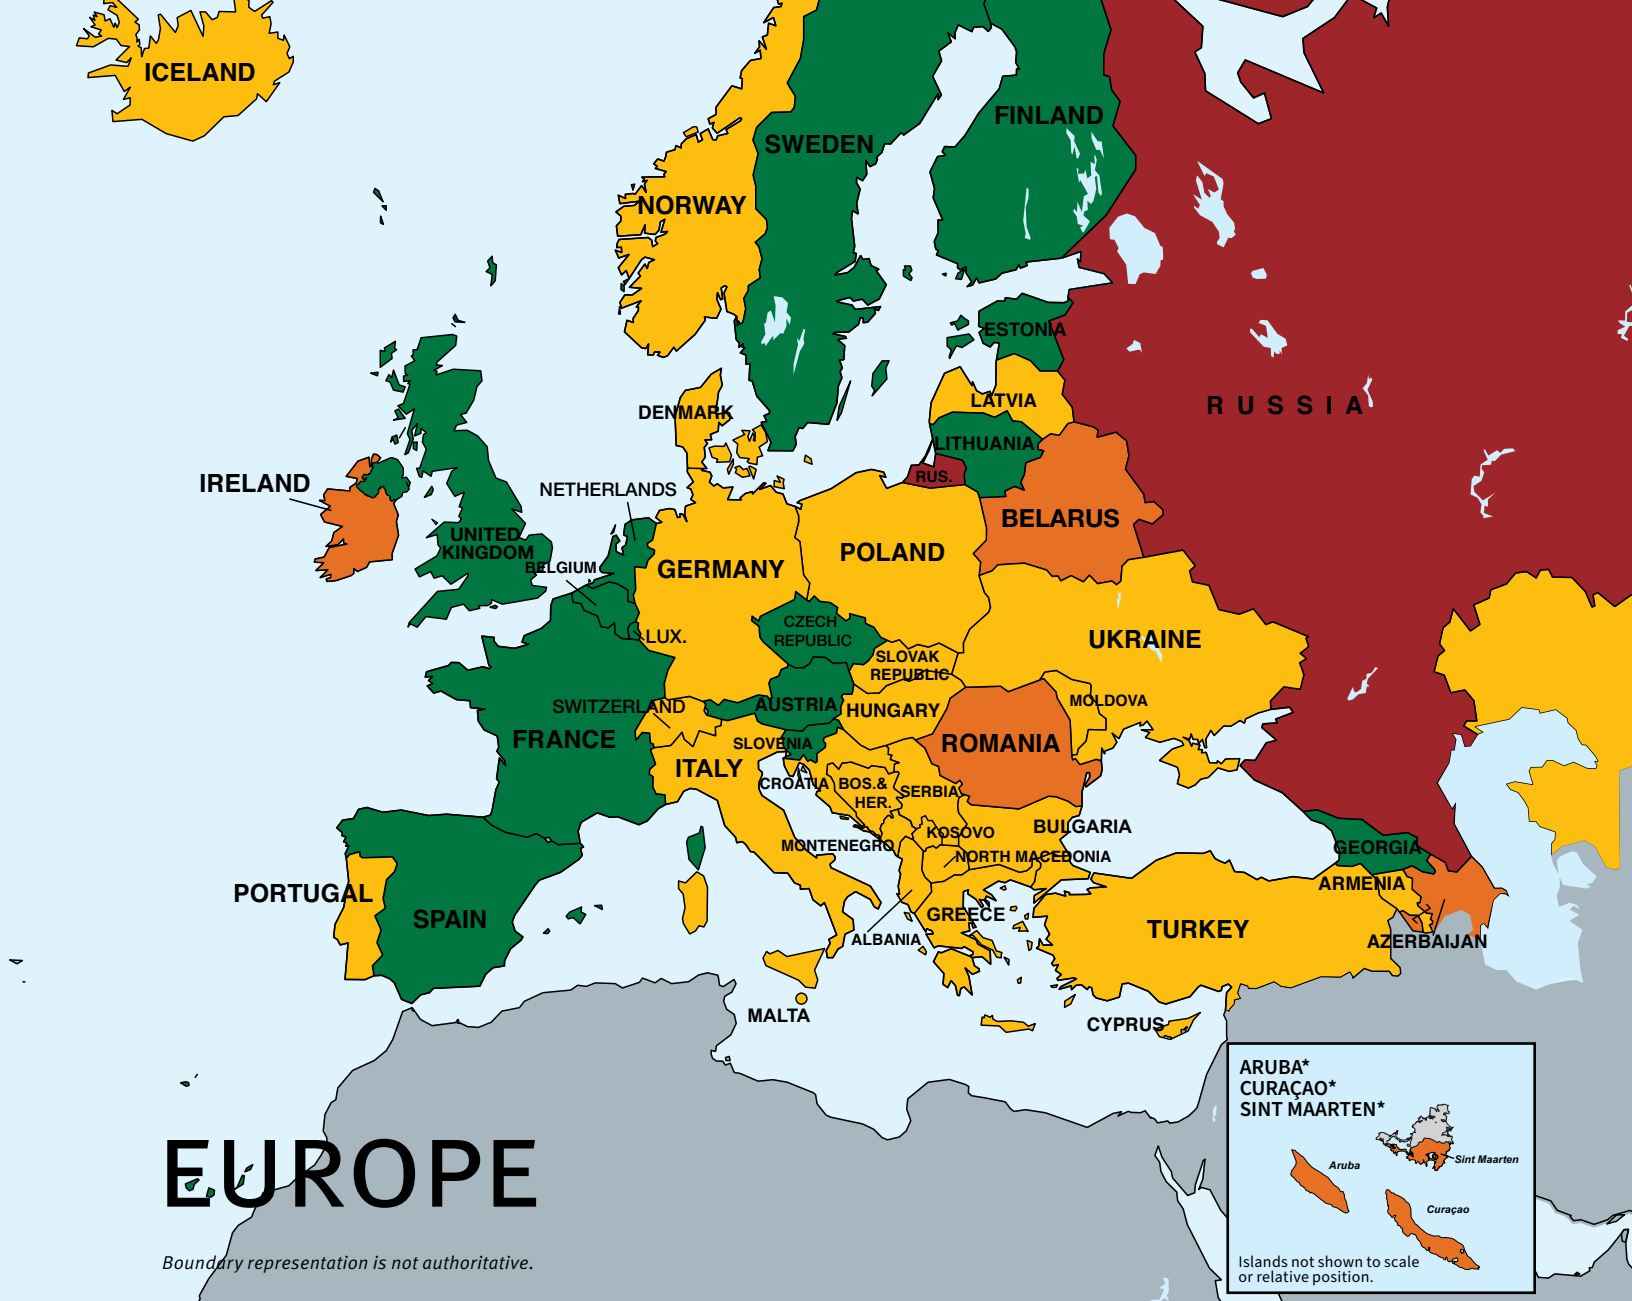 ICELAND
FINLAND
SWEDEN
NORWAY
ESTONIA
LATVIA
RUSSIA
DENMARK
LITHUANIA
RUS.
IRELAND
NETHERLANDS
BELARUS
UNITED
KINGDOM
BELGIUM
GERMANY
POLAND
CZECH
REPUBLIC
LUX.
UKRAINE
SLOVAK
REPUBLIC
SWITZERLAND
AUSTRIA
HUNGARY
MOLDOVA
FRANCE
SLOVENIA
ROMANIA
ITALY
CROATIA
BOS.&
HER.
SERBIA
KOSOVO
BULGARIA
MONTENEGRO
NORTH MACEDONIA
GEORGIA
ARMENIA
PORTUGAL
SPAIN
GREECE
TURKEY
ALBANIA
AZERBAIJAN
MALTA
CYPRUS
ARUBA*
CURAÇAO*
SINT MAARTEN*
Sint Maarten
Aruba
Curaçao
Islands not shown to scale
or relative position.
EUROPE
Boundary representation is not authoritative.